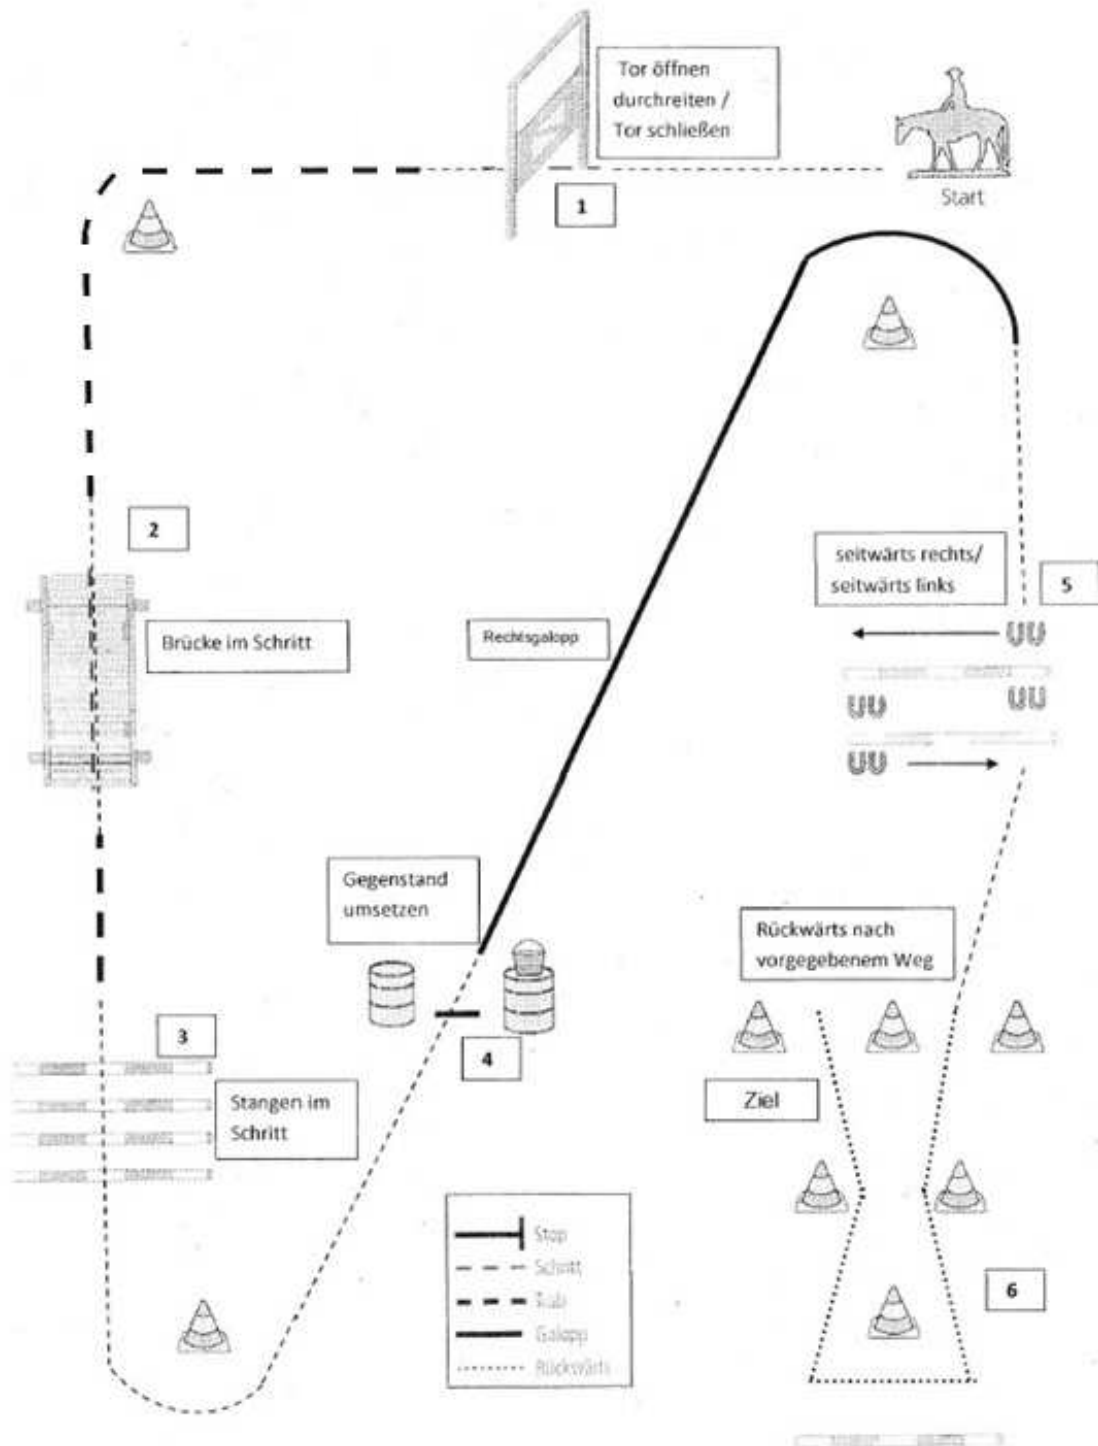 Tor öffnen
durchreiten /
Tor schließen
Start
1
2
Brücke im Schritt
Rechtsgalopp
seitwärts rechts/
seitwärts links
5
Gegenstand
umsetzen
4
3
Stangen im
Schritt
Rückwärts nach
vorgegebenem Weg
Ziel
6
Stop
Schritt
Trab
Galopp
Rückwärts